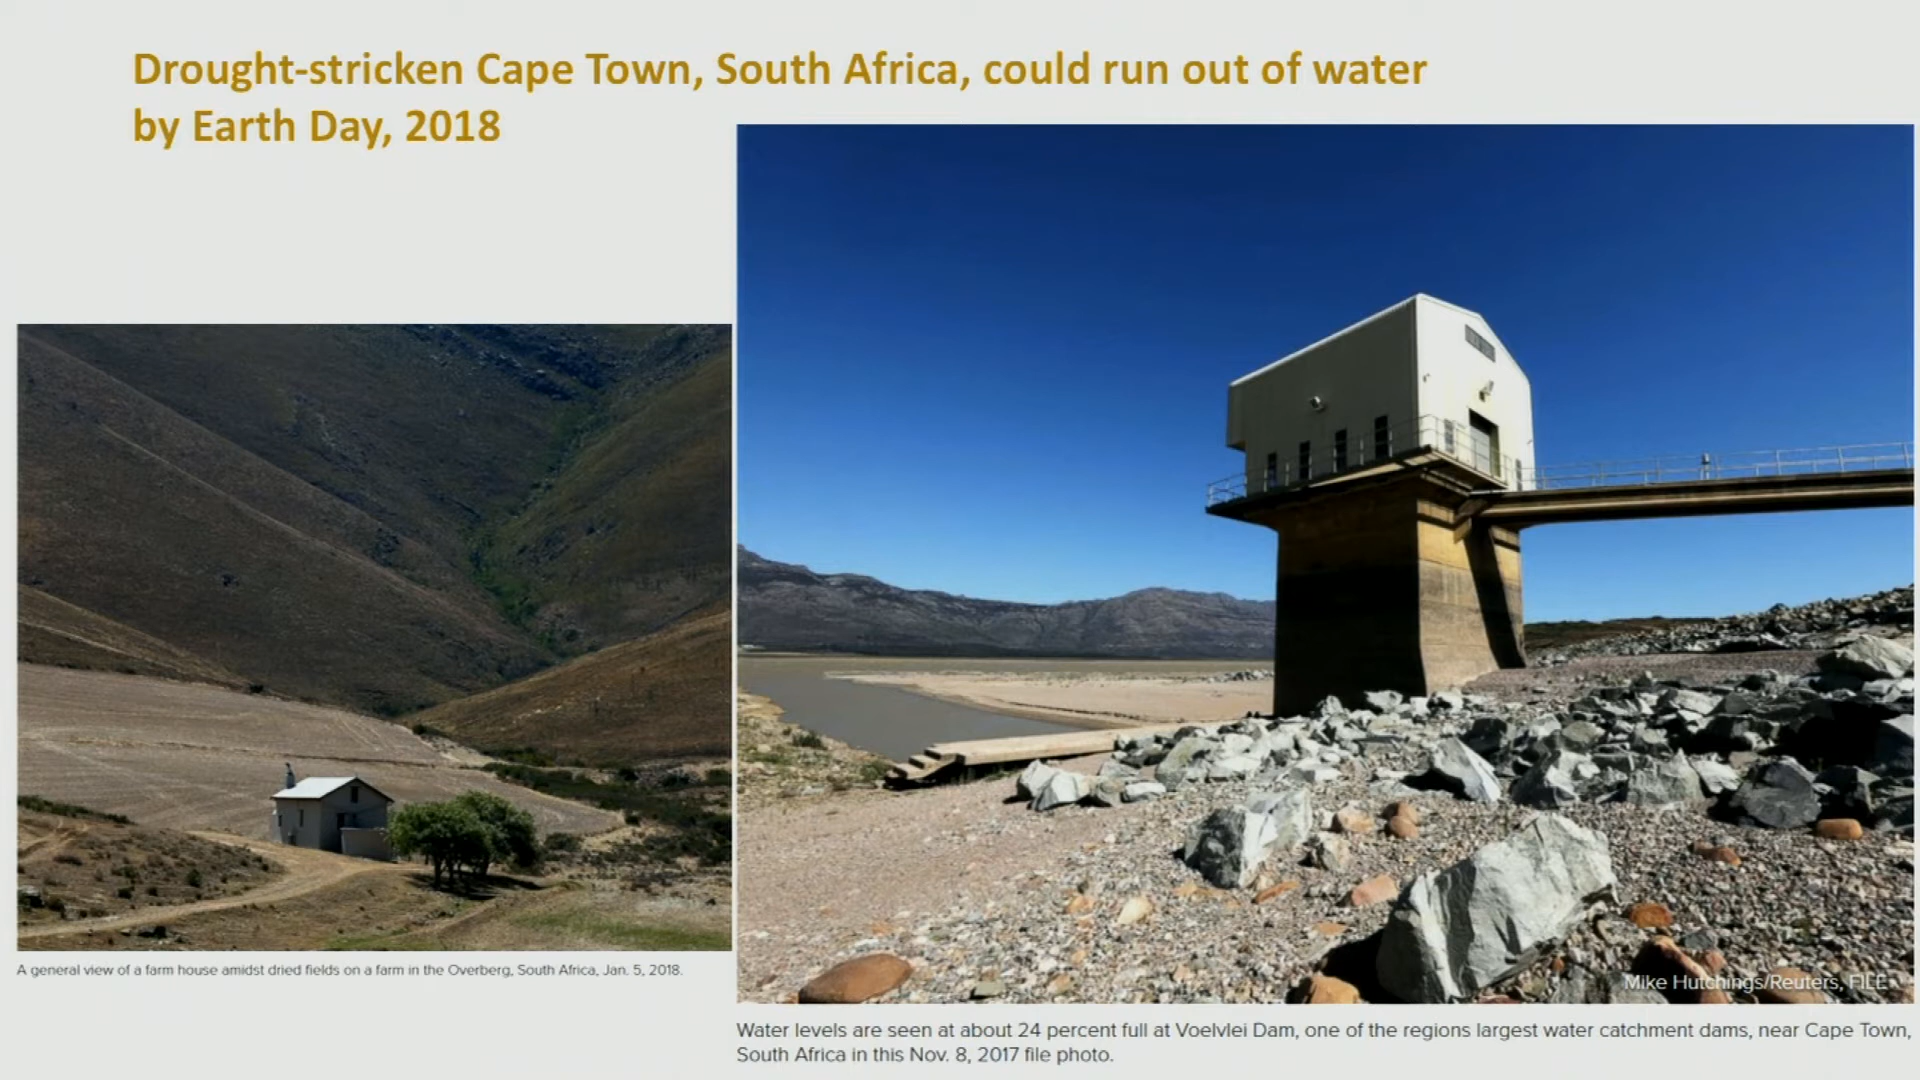 Drought-stricken Cape Town, South Africa, could run out of water
by Earth Day, 2018
A general view of a farm house amidst dried fields on a farm in the Overberg, South Africa, Jan. 5, 2018.
Mike Hutchings/Reuters, FILE
Water levels are seen at about 24 percent full at Voelvlei Dam, one of the regions largest water catchment dams, near Cape Town,
South Africa in this Nov. 8, 2017 file photo.